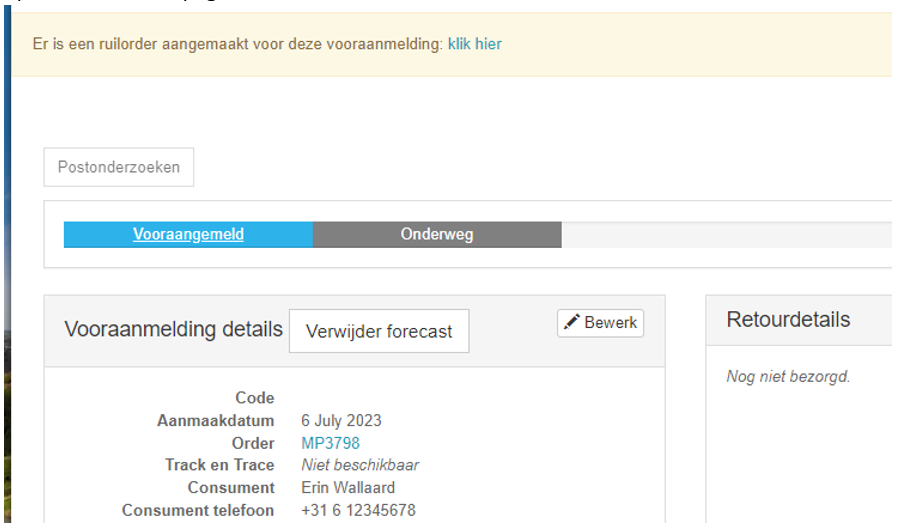 Er is een ruilorder aangemaakt voor deze vooraanmelding: klik hier
Postonderzoeken
Vooraangemeld Onderweg
Vooraanmelding details Verwijder forecast Bewerk
Retourdetails
Nog niet bezorgd.
Code
Aanmaakdatum 6 July 2023
Order MP3798
Track en Trace Niet beschikbaar
Consument Erin Wallaard
Consument telefoon +31 6 12345678